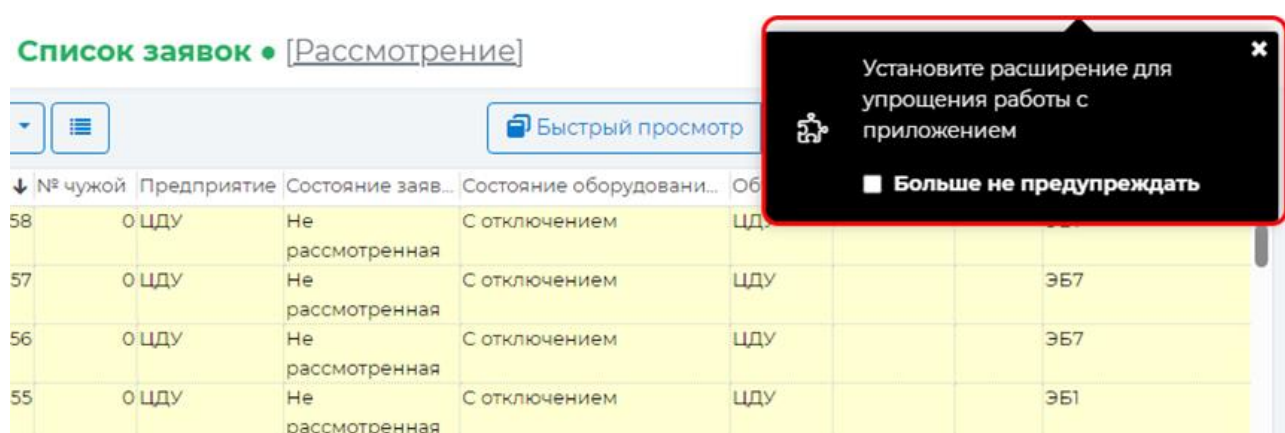 Список заявок ● [Рассмотрение]
Установите расширение для
упрощения работы с
приложением
Больше не предупреждать
Быстрый просмотр
№ чужой Предприятие Состояние заяв... Состояние оборудовани... Об
58 0 ЦДУ Не С отключением ЦДУ
рассмотренная
57 0 ЦДУ Не С отключением ЦДУ ЭБ7
рассмотренная
56 0 ЦДУ Не С отключением ЦДУ ЭБ7
рассмотренная
55 0 ЦДУ Не С отключением ЦДУ ЭБ1
рассмотренная